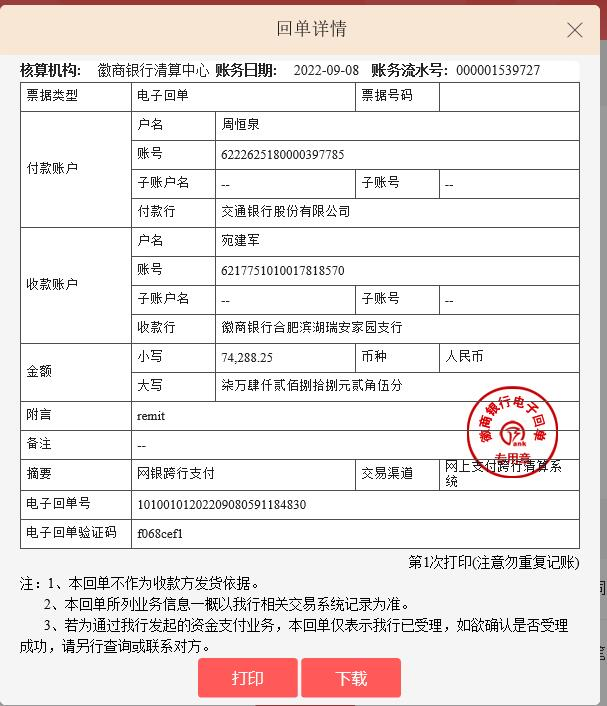 回单详情
核算机构: 徽商银行清算中心 账务日期: 2022-09-08 账务流水号: 000001539727
票据类型 电子回单 票据号码
付款账户
户名 周恒泉
账号 6222625180000397785
子账户名 -- 子账号 --
付款行 交通银行股份有限公司
收款账户
户名 宛建军
账号 6217751010017818570
子账户名 -- 子账号 --
收款行 徽商银行合肥滨湖瑞安家园支行
金额
小写 74,288.25 币种 人民币
大写 柒万肆仟贰佰捌拾捌元贰角伍分
附言 remit
备注 --
徽商银行电子回单
ank
专用章
摘要 网银跨行支付 交易渠道 网上支付跨行清算系
统
电子回单号 10100101202209080591184830
电子回单验证码 f068cef1
第1次打印(注意勿重复记账)
注：1、本回单不作为收款方发货依据。
2、本回单所列业务信息一概以我行相关交易系统记录为准。
3、若为通过我行发起的资金支付业务，本回单仅表示我行已受理，如欲确认是否受理
成功，请另行查询或联系对方。
打印 下载